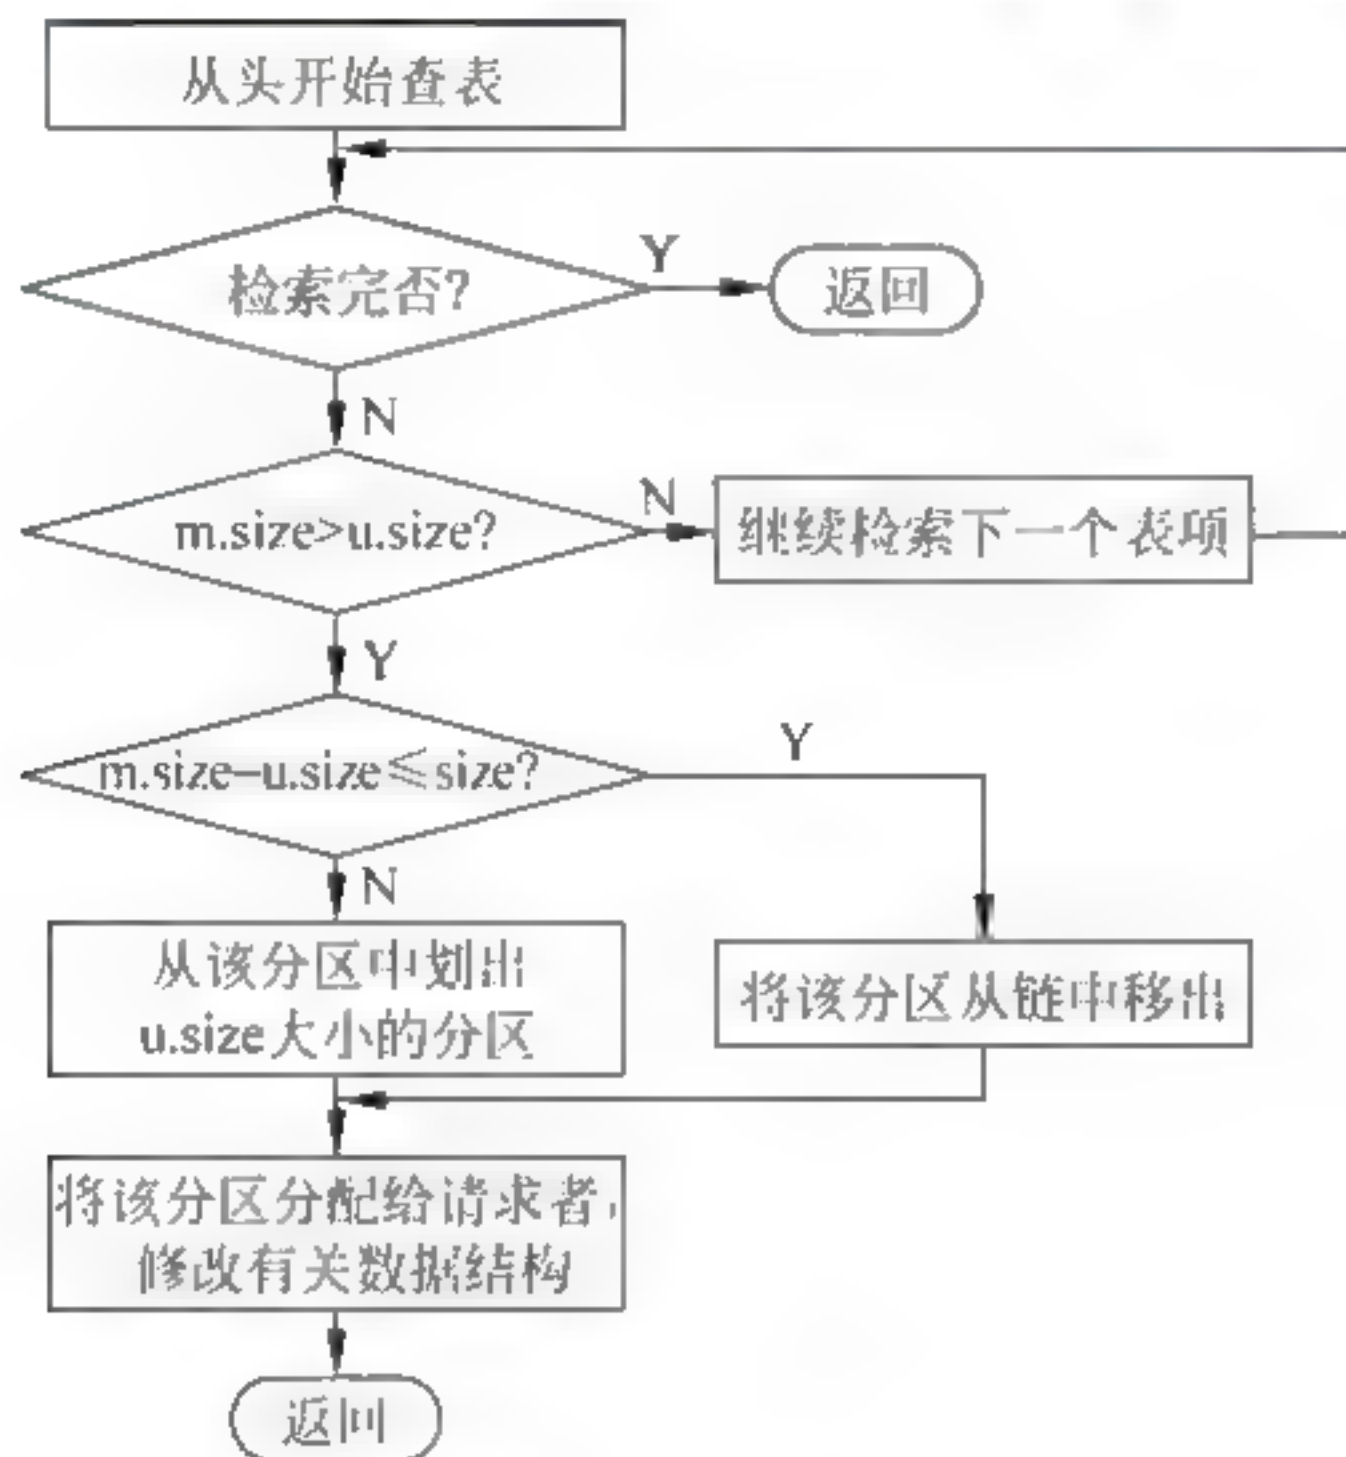 从头开始查表
检索完否?
Y
返回
N
m.size>u.size?
N
继续检索下一个表项
Y
m.size-u.size≤size?
Y
N
从该分区中划出
u.size大小的分区
将该分区从链中移出
将该分区分配给请求者,
修改有关数据结构
返回